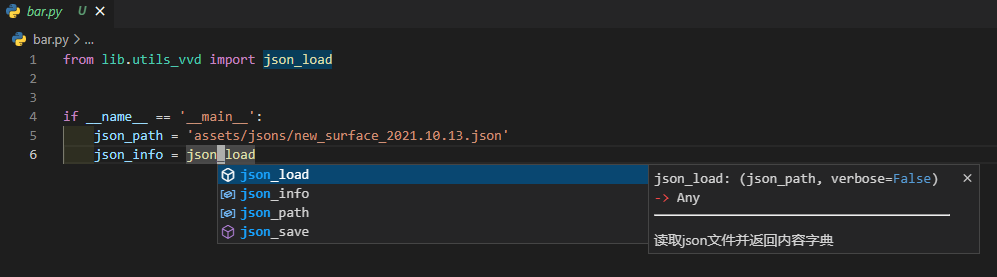 bar.py U
bar.py > ...
1 from lib.utils_vvd import json_load
2
3
4 if __name__ == '__main__':
5 json_path = 'assets/jsons/new_surface_2021.10.13.json'
6 json_info = json_load
json_load
json_info
json_path
json_save
json_load: (json_path, verbose=False)
-> Any
读取json文件并返回内容字典